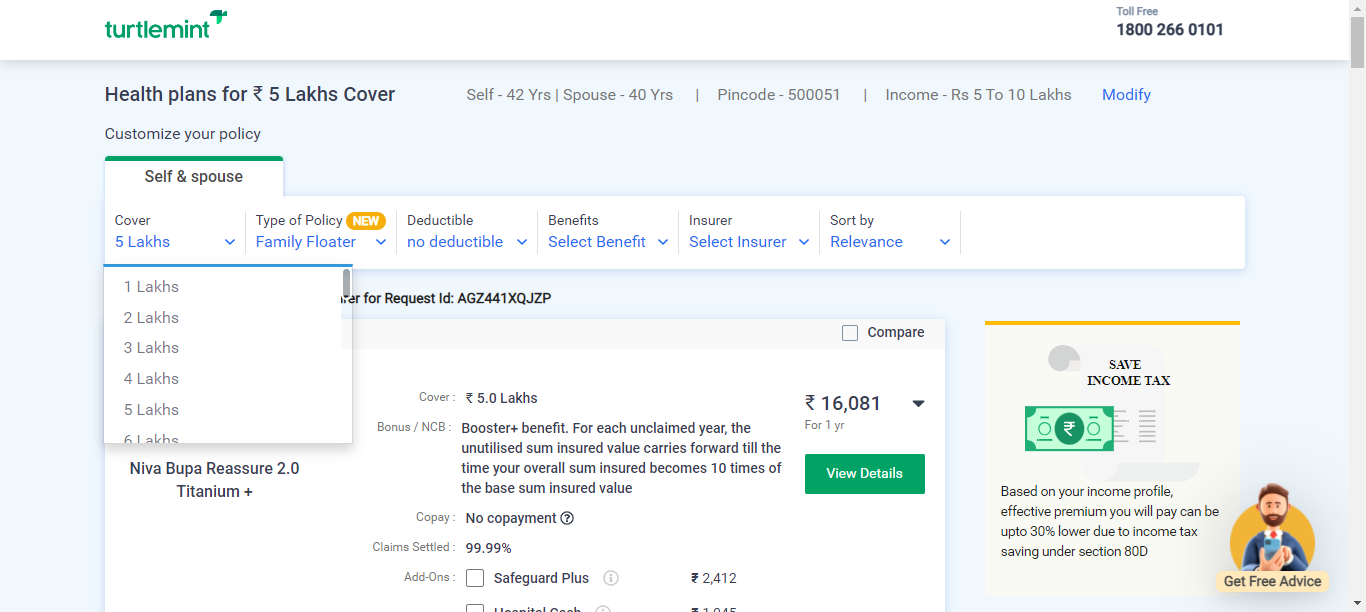 turtlemint
Toll Free
1800 266 0101
Health plans for ₹ 5 Lakhs Cover
Self - 42 Yrs | Spouse - 40 Yrs | Pincode - 500051 | Income - Rs 5 To 10 Lakhs Modify
Customize your policy
Self & spouse
Cover
5 Lakhs
Type of Policy NEW
Family Floater
Deductible
no deductible
Benefits
Select Benefit
Insurer
Select Insurer
Sort by
Relevance
1 Lakhs
2 Lakhs
3 Lakhs
4 Lakhs
5 Lakhs
6 Lakhs
for Request Id: AGZ441XQJZP
Compare
Niva Bupa Reassure 2.0
Titanium +
Cover : ₹ 5.0 Lakhs
Bonus / NCB : Booster+ benefit. For each unclaimed year, the
unutilised sum insured value carries forward till the
time your overall sum insured becomes 10 times of
the base sum insured value
Copay : No copayment
Claims Settled : 99.99%
Add-Ons : Safeguard Plus ₹ 2,412
Hospital Cash
₹ 16,081
For 1 yr
View Details
SAVE
INCOME TAX
Based on your income profile,
effective premium you will pay can be
upto 30% lower due to income tax
saving under section 80D
Get Free Advice